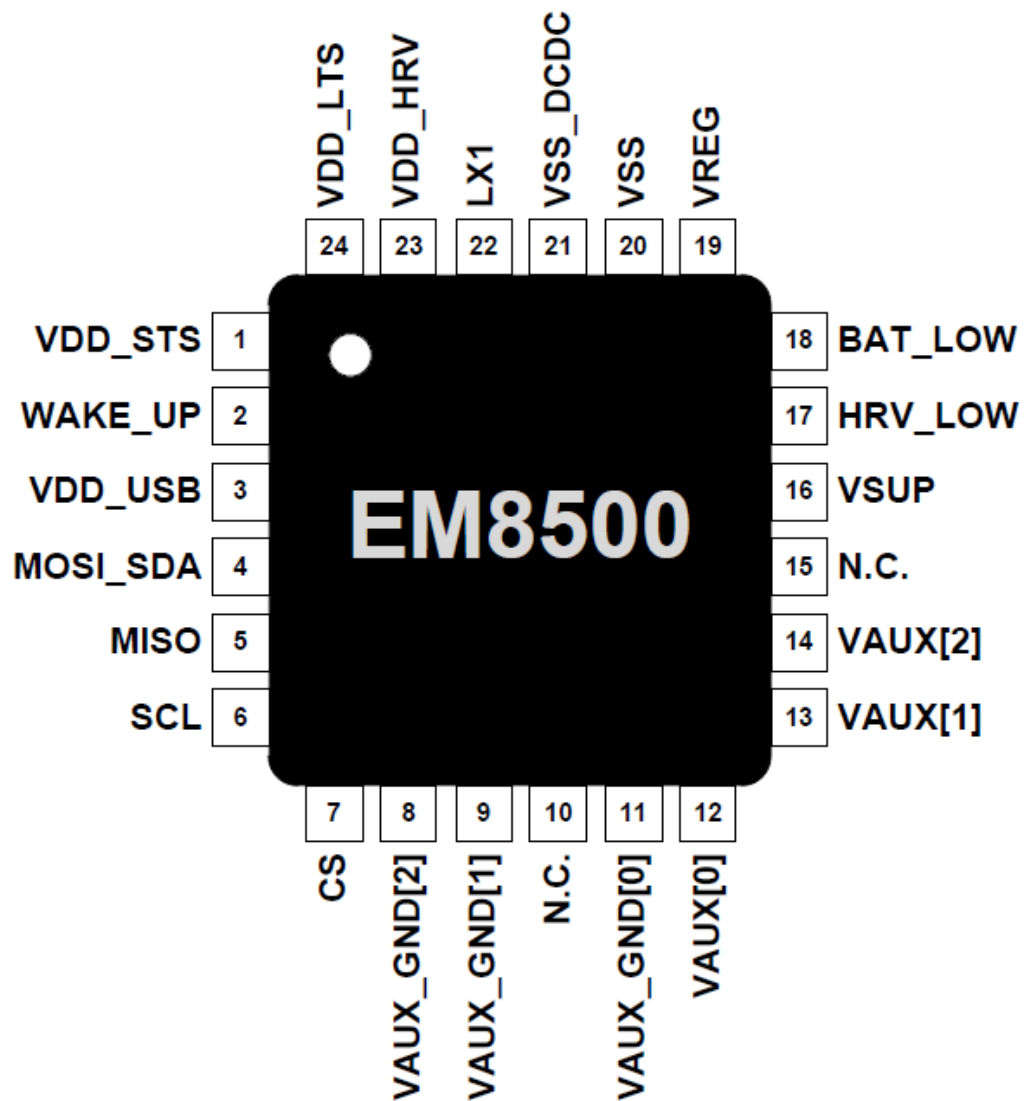 VDD_LTS
VDD_HRV
LX1
VSS_DCDC
VSS
VREG
24 23 22 21 20 19
VDD_STS 1
WAKE_UP 2
VDD_USB 3
MOSI_SDA 4
MISO 5
SCL 6
EM8500
18 BAT_LOW
17 HRV_LOW
16 VSUP
15 N.C.
14 VAUX[2]
13 VAUX[1]
7 8 9 10 11 12
CS
VAUX_GND[2]
VAUX_GND[1]
N.C.
VAUX_GND[0]
VAUX[0]